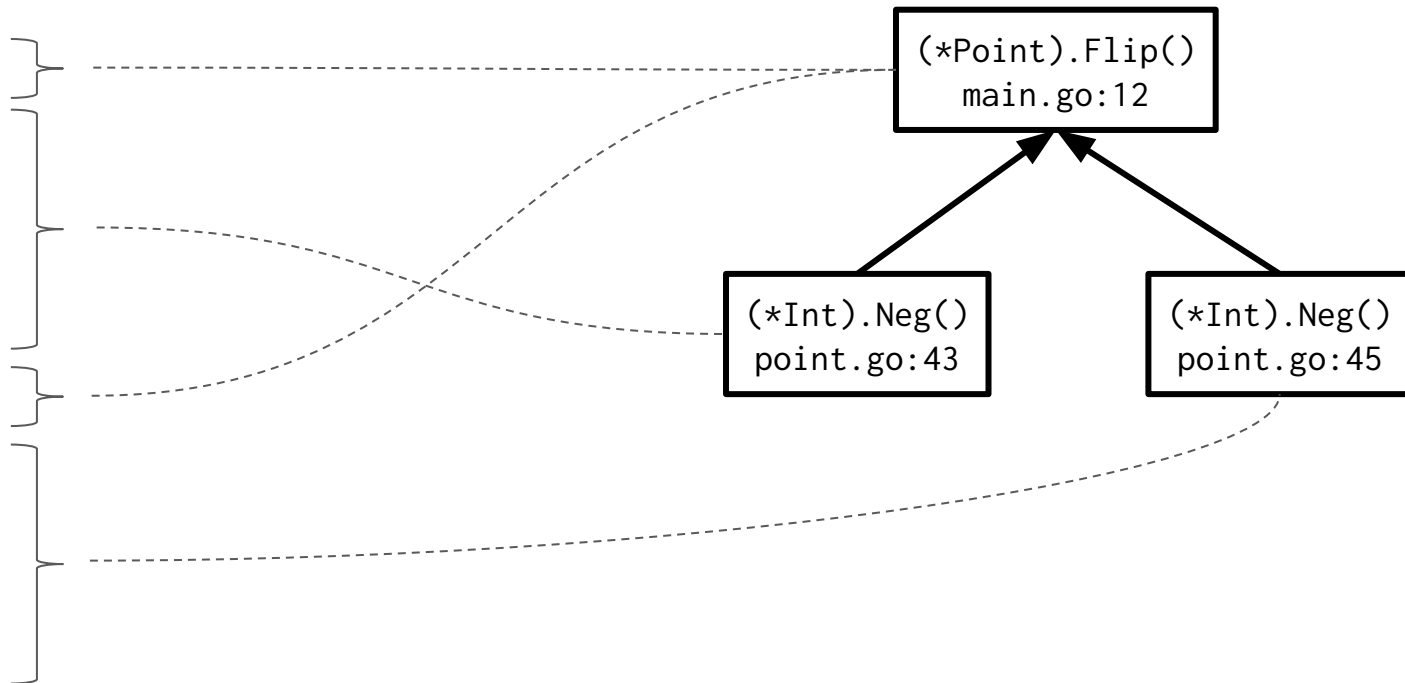 (*Point).Flip()
main.go:12
(*Int).Neg()
point.go:43
(*Int).Neg()
point.go:45